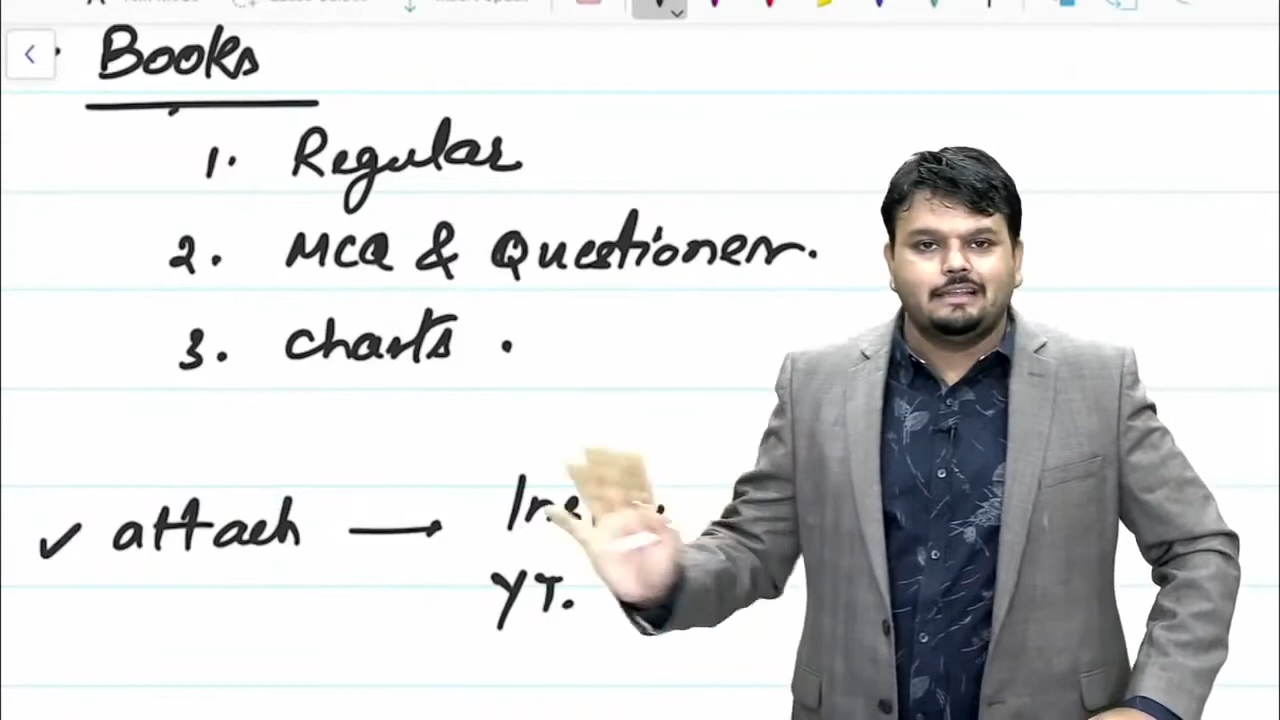 Books
1. Regular
2. MCQ & Questioner.
3. charts.
✓ attach →
YT.